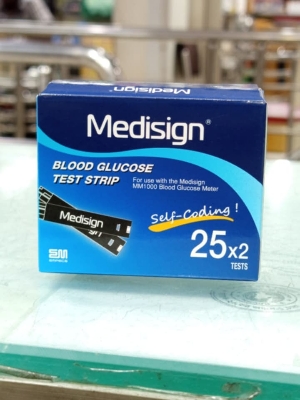 Medisign
Medisign®
BLOOD GLUCOSE
TEST STRIP
For use with the Medisign
MM1000 Blood Glucose Meter
Medisign
Self-Coding!
25x2
TESTS
SM